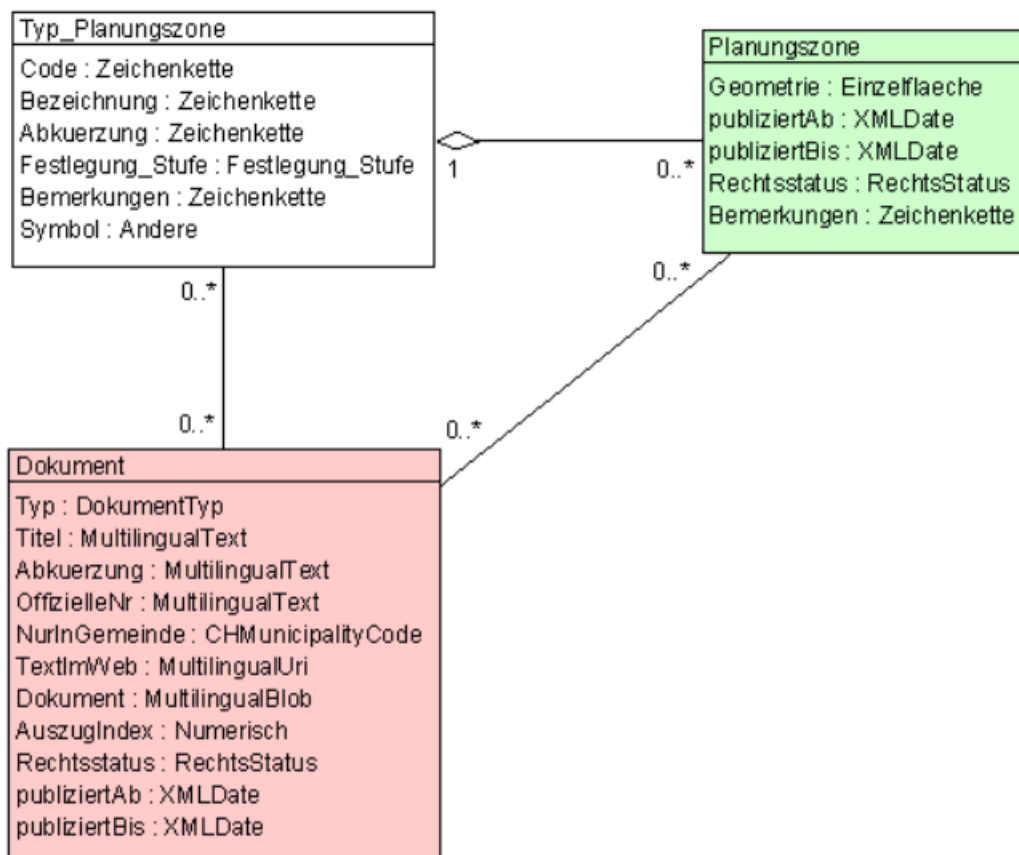 Typ_Planungszone
Code : Zeichenkette
Bezeichnung : Zeichenkette
Abkuerzung : Zeichenkette
Festlegung_Stufe : Festlegung_Stufe
Bemerkungen : Zeichenkette
Symbol : Andere
Planungszone
Geometrie : Einzelflaeche
publiziertAb : XMLDate
publiziertBis : XMLDate
Rechtsstatus : RechtsStatus
Bemerkungen : Zeichenkette
1
0..*
0..*
0..*
0..*
0..*
Dokument
Typ : DokumentTyp
Titel : MultilingualText
Abkuerzung : MultilingualText
OffizielleNr : MultilingualText
NurInGemeinde : CHMunicipalityCode
TextImWeb : MultilingualUri
Dokument : MultilingualBlob
AuszugIndex : Numerisch
Rechtsstatus : RechtsStatus
publiziertAb : XMLDate
publiziertBis : XMLDate